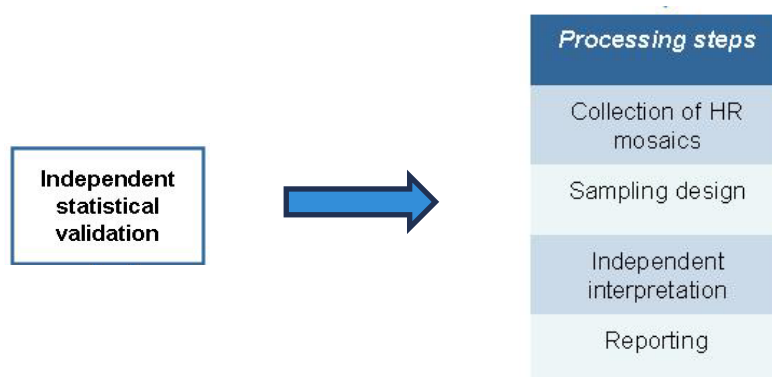 Independent
statistical
validation
Processing steps
Collection of HR
mosaics
Sampling design
Independent
interpretation
Reporting